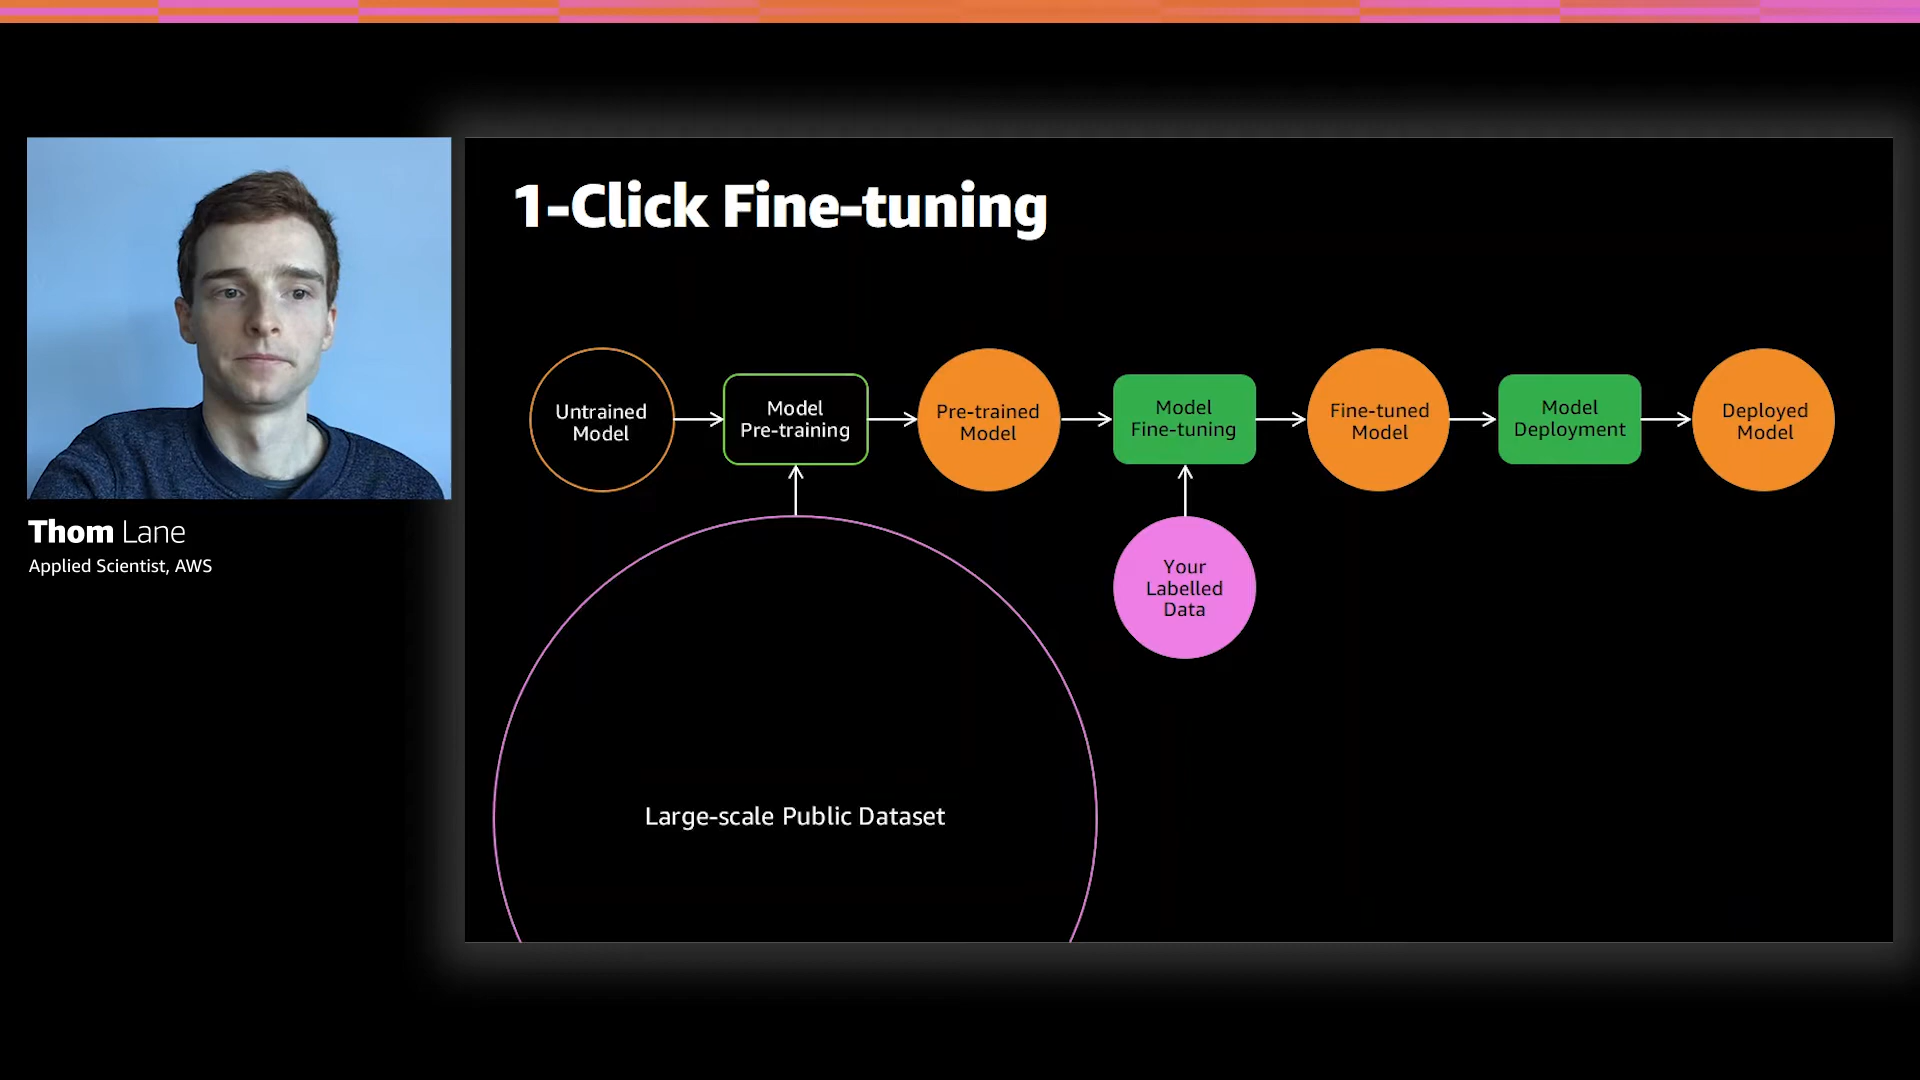 1-Click Fine-tuning
Untrained
Model
Model
Pre-training
Pre-trained
Model
Model
Fine-tuning
Fine-tuned
Model
Model
Deployment
Deployed
Model
Thom Lane
Applied Scientist, AWS
Your
Labelled
Data
Large-scale Public Dataset